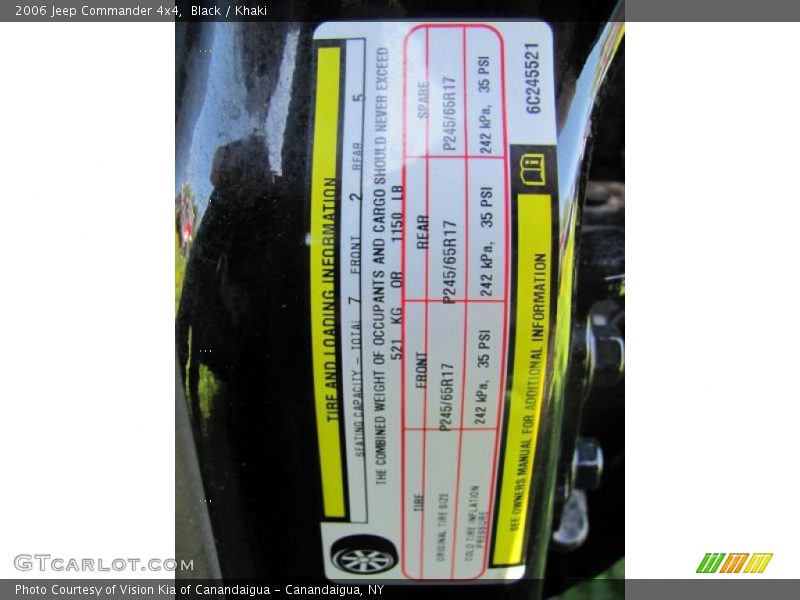 2006 Jeep Commander 4x4, Black / Khaki
TIRE AND LOADING INFORMATION
SEATING CAPACITY – TOTAL 7 FRONT 2 REAR 5
THE COMBINED WEIGHT OF OCCUPANTS AND CARGO SHOULD NEVER EXCEED
521 KG OR 1150 LB
TIRE FRONT REAR SPARE
ORIGINAL TIRE SIZE P245/65R17 P245/65R17 P245/65R17
COLD TIRE INFLATION
PRESSURE 242 kPa, 35 PSI 242 kPa, 35 PSI 242 kPa, 35 PSI
SEE OWNERS MANUAL FOR ADDITIONAL INFORMATION
6C245521
GTCARLOT.COM
Photo Courtesy of Vision Kia of Canandaigua – Canandaigua, NY